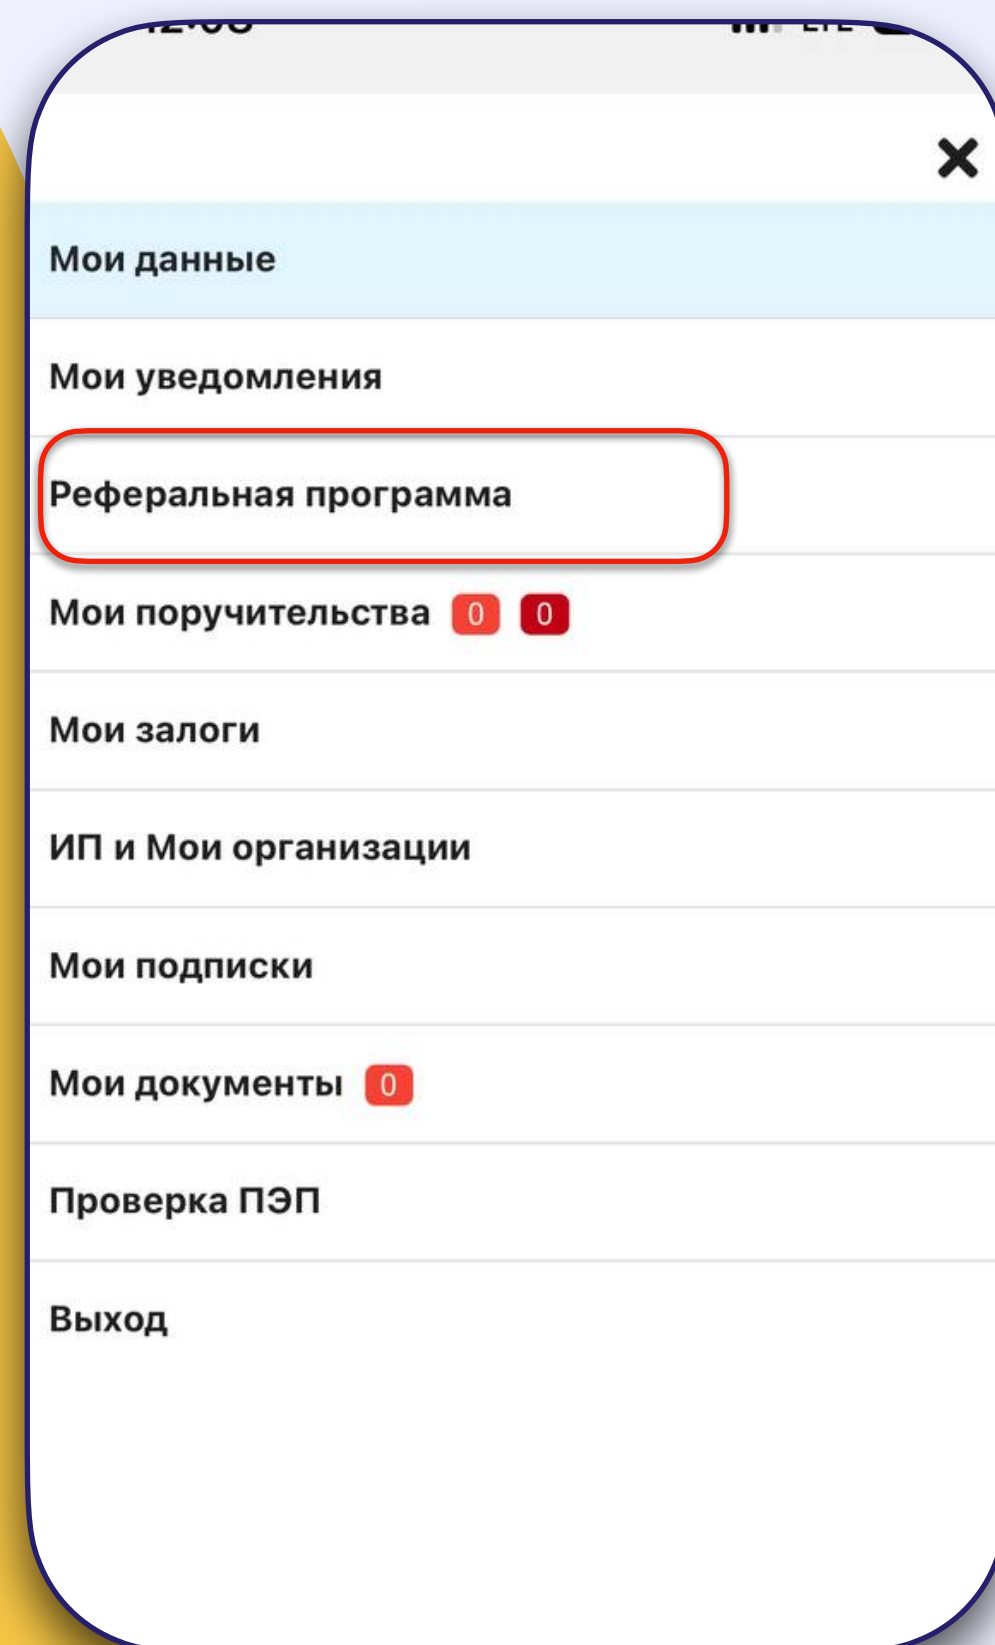 Мои данные
Мои уведомления
Реферальная программа
Мои поручительства 0 0
Мои залоги
ИП и Мои организации
Мои подписки
Мои документы 0
Проверка ПЭП
Выход